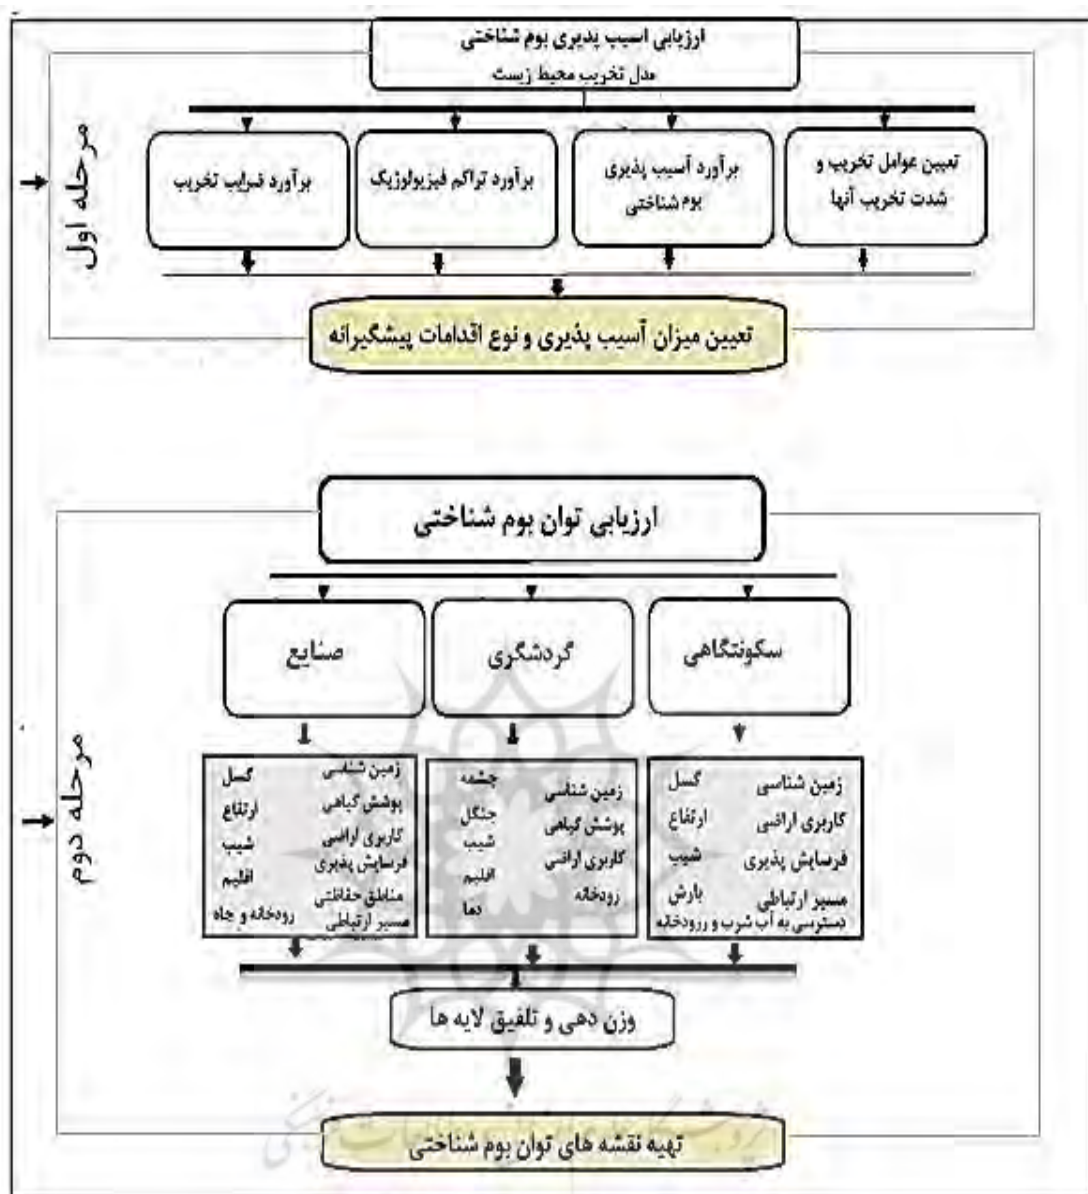 ارزیابی اسیب پذیری بوم شناختی
مدل تخریب محیط زیست
تعیین عوامل تخریب و
شدت تخریب آنها
برآورد آسیب پذیری
بوم شناختی
برآورد تراکم فیزیولوژیک
برآورد ضرایب تخریب
مرحله اول
تعیین میزان آسیب پذیری و نوع اقدامات پیشگیرانه
ارزیابی توان بوم شناختی
سکونتگاهی
گردشگری
صنایع
مرحله دوم
زمین شناسی
گسل
کاربری اراضی
ارتفاع
فرسایش پذیری
شیب
مسیر ارتباطی
بارش
دسترسی به آب شرب و ررودخانه
چشمه
زمین شناسی
جنگل
پوشش گیاهی
شیب
کاربری اراضی
اقلیم
رودخانه
دما
زمین شناسی
گسل
پوشش گیاهی
ارتفاع
کاربری اراضی
شیب
فرسایش پذیری
اقلیم
مناطق حفاظتی
رودخانه و چاه
مسیر ارتباطی
وزن دهی و تلفیق لایه ها
تهیه نقشه های توان بوم شناختی